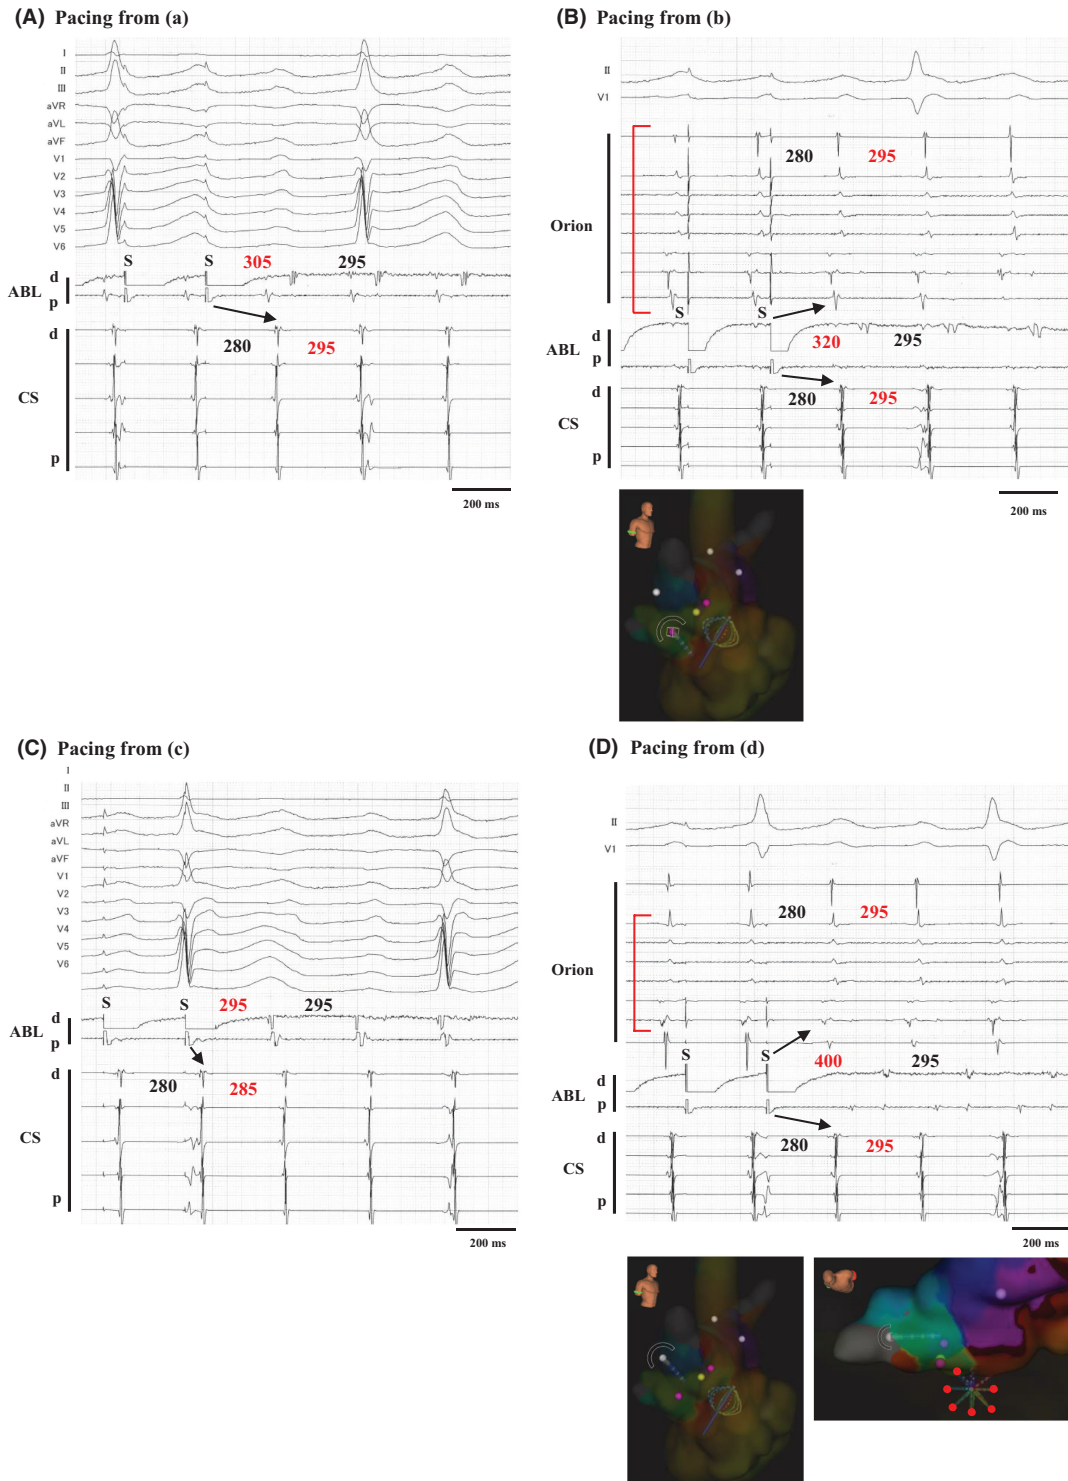 (A) Pacing from (a)
I
II
III
aVR
aVL
aVF
V1
V2
V3
V4
V5
V6
S S 305 295
ABL d
p
d
280 295
CS
p
200 ms
(B) Pacing from (b)
II
V1
280 295
Orion
S S
ABL d
p
320 295
d
280 295
CS
p
200 ms
(C) Pacing from (c)
I
II
III
aVR
aVL
aVF
V1
V2
V3
V4
V5
V6
S S 295 295
ABL d
p
d
280 285
CS
p
200 ms
(D) Pacing from (d)
II
V1
280 295
Orion
S S
400 295
ABL d
p
d
280 295
CS
p
200 ms